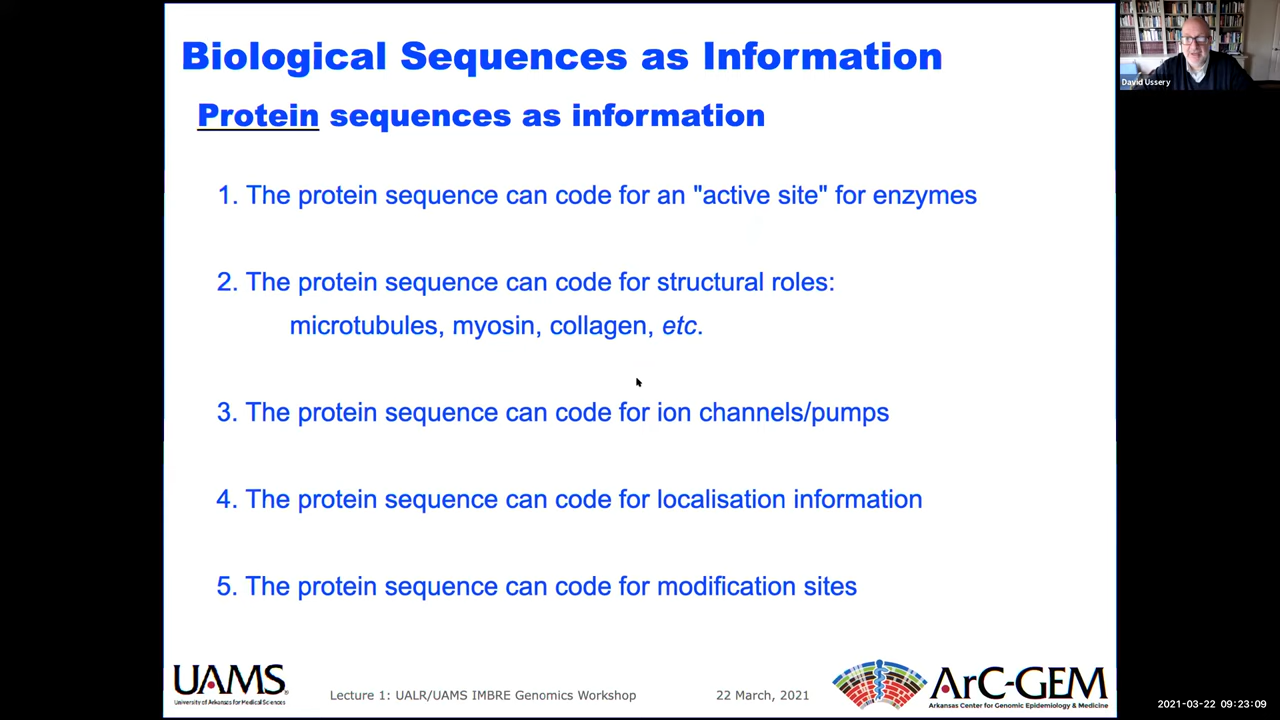 Biological Sequences as Information
David Ussery
Protein sequences as information
1. The protein sequence can code for an "active site" for enzymes
2. The protein sequence can code for structural roles:
microtubules, myosin, collagen, etc.
3. The protein sequence can code for ion channels/pumps
4. The protein sequence can code for localisation information
5. The protein sequence can code for modification sites
UAMS®
University of Arkansas for Medical Sciences
Lecture 1: UALR/UAMS IMBRE Genomics Workshop
22 March, 2021
ArC-GEM
Arkansas Center for Genomic Epidemiology & Medicine
2021-03-22 09:23:09